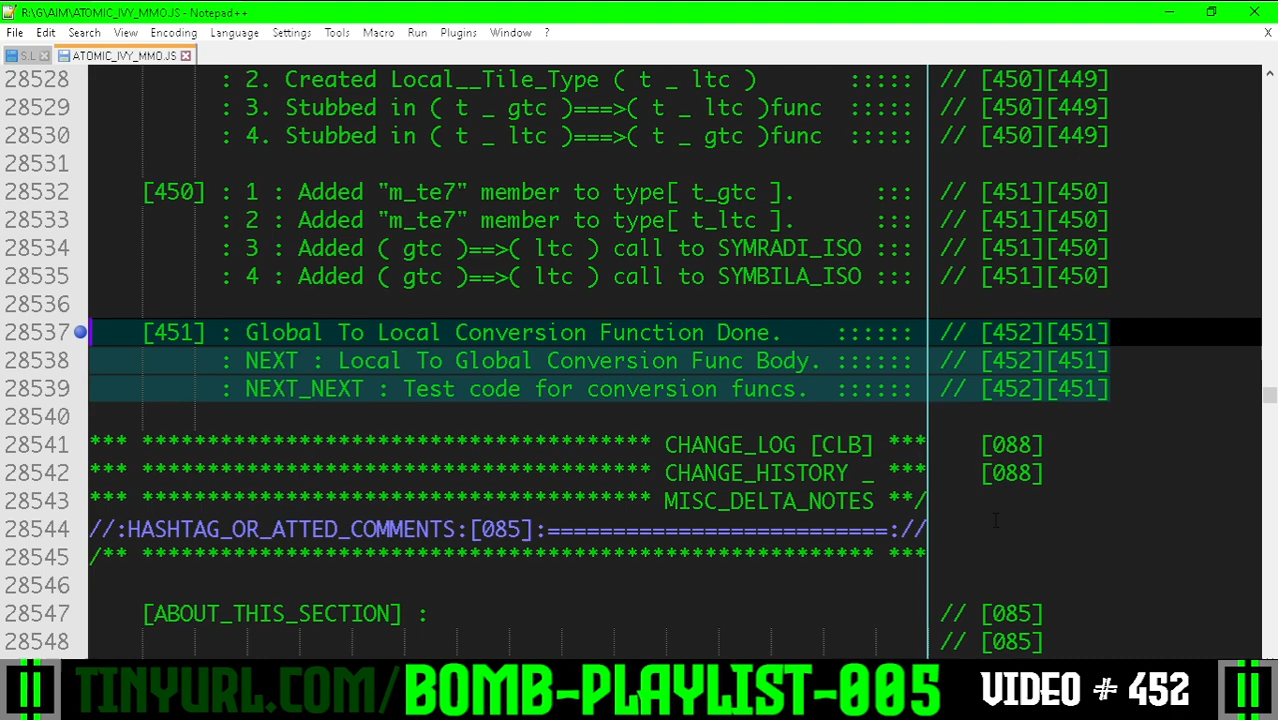 R:\G\AIM\ATOMIC_IVY_MMO.JS - Notepad++
File Edit Search View Encoding Language Settings Tools Macro Run Plugins Window ? X
S.L ATOMIC_IVY_MMO.JS
28528 : 2. Created Local__Tile_Type ( t _ ltc ) ::::: // [450][449]
28529 : 3. Stubbed in ( t _ gtc )===>( t _ ltc )func // [450][449]
28530 : 4. Stubbed in ( t _ ltc )===>( t _ gtc )func // [450][449]
28531
28532 [450] : 1 : Added "m_te7" member to type[ t_gtc ]. ::: // [451][450]
28533 : 2 : Added "m_te7" member to type[ t_ltc ]. ::: // [451][450]
28534 : 3 : Added ( gtc )==>( ltc ) call to SYMRADI_ISO ::: // [451][450]
28535 : 4 : Added ( gtc )==>( ltc ) call to SYMBILA_ISO ::: // [451][450]
28536
28537 [451] : Global To Local Conversion Function Done. :::::: // [452][451]
28538 : NEXT : Local To Global Conversion Func Body. :::::: // [452][451]
28539 : NEXT_NEXT : Test code for conversion funcs. :::::: // [452][451]
28540
28541 *** *************************************** CHANGE_LOG [CLB] *** [088]
28542 *** *************************************** CHANGE_HISTORY _ *** [088]
28543 *** *************************************** MISC_DELTA_NOTES **/
28544 //:HASHTAG_OR_ATTED_COMMENTS:[085]:==========================://
28545 /** ******************************************************** ***
28546
28547 [ABOUT_THIS_SECTION] : // [085]
28548 // [085]
TINYURL.COM/BOMB-PLAYLIST-005 VIDEO # 452